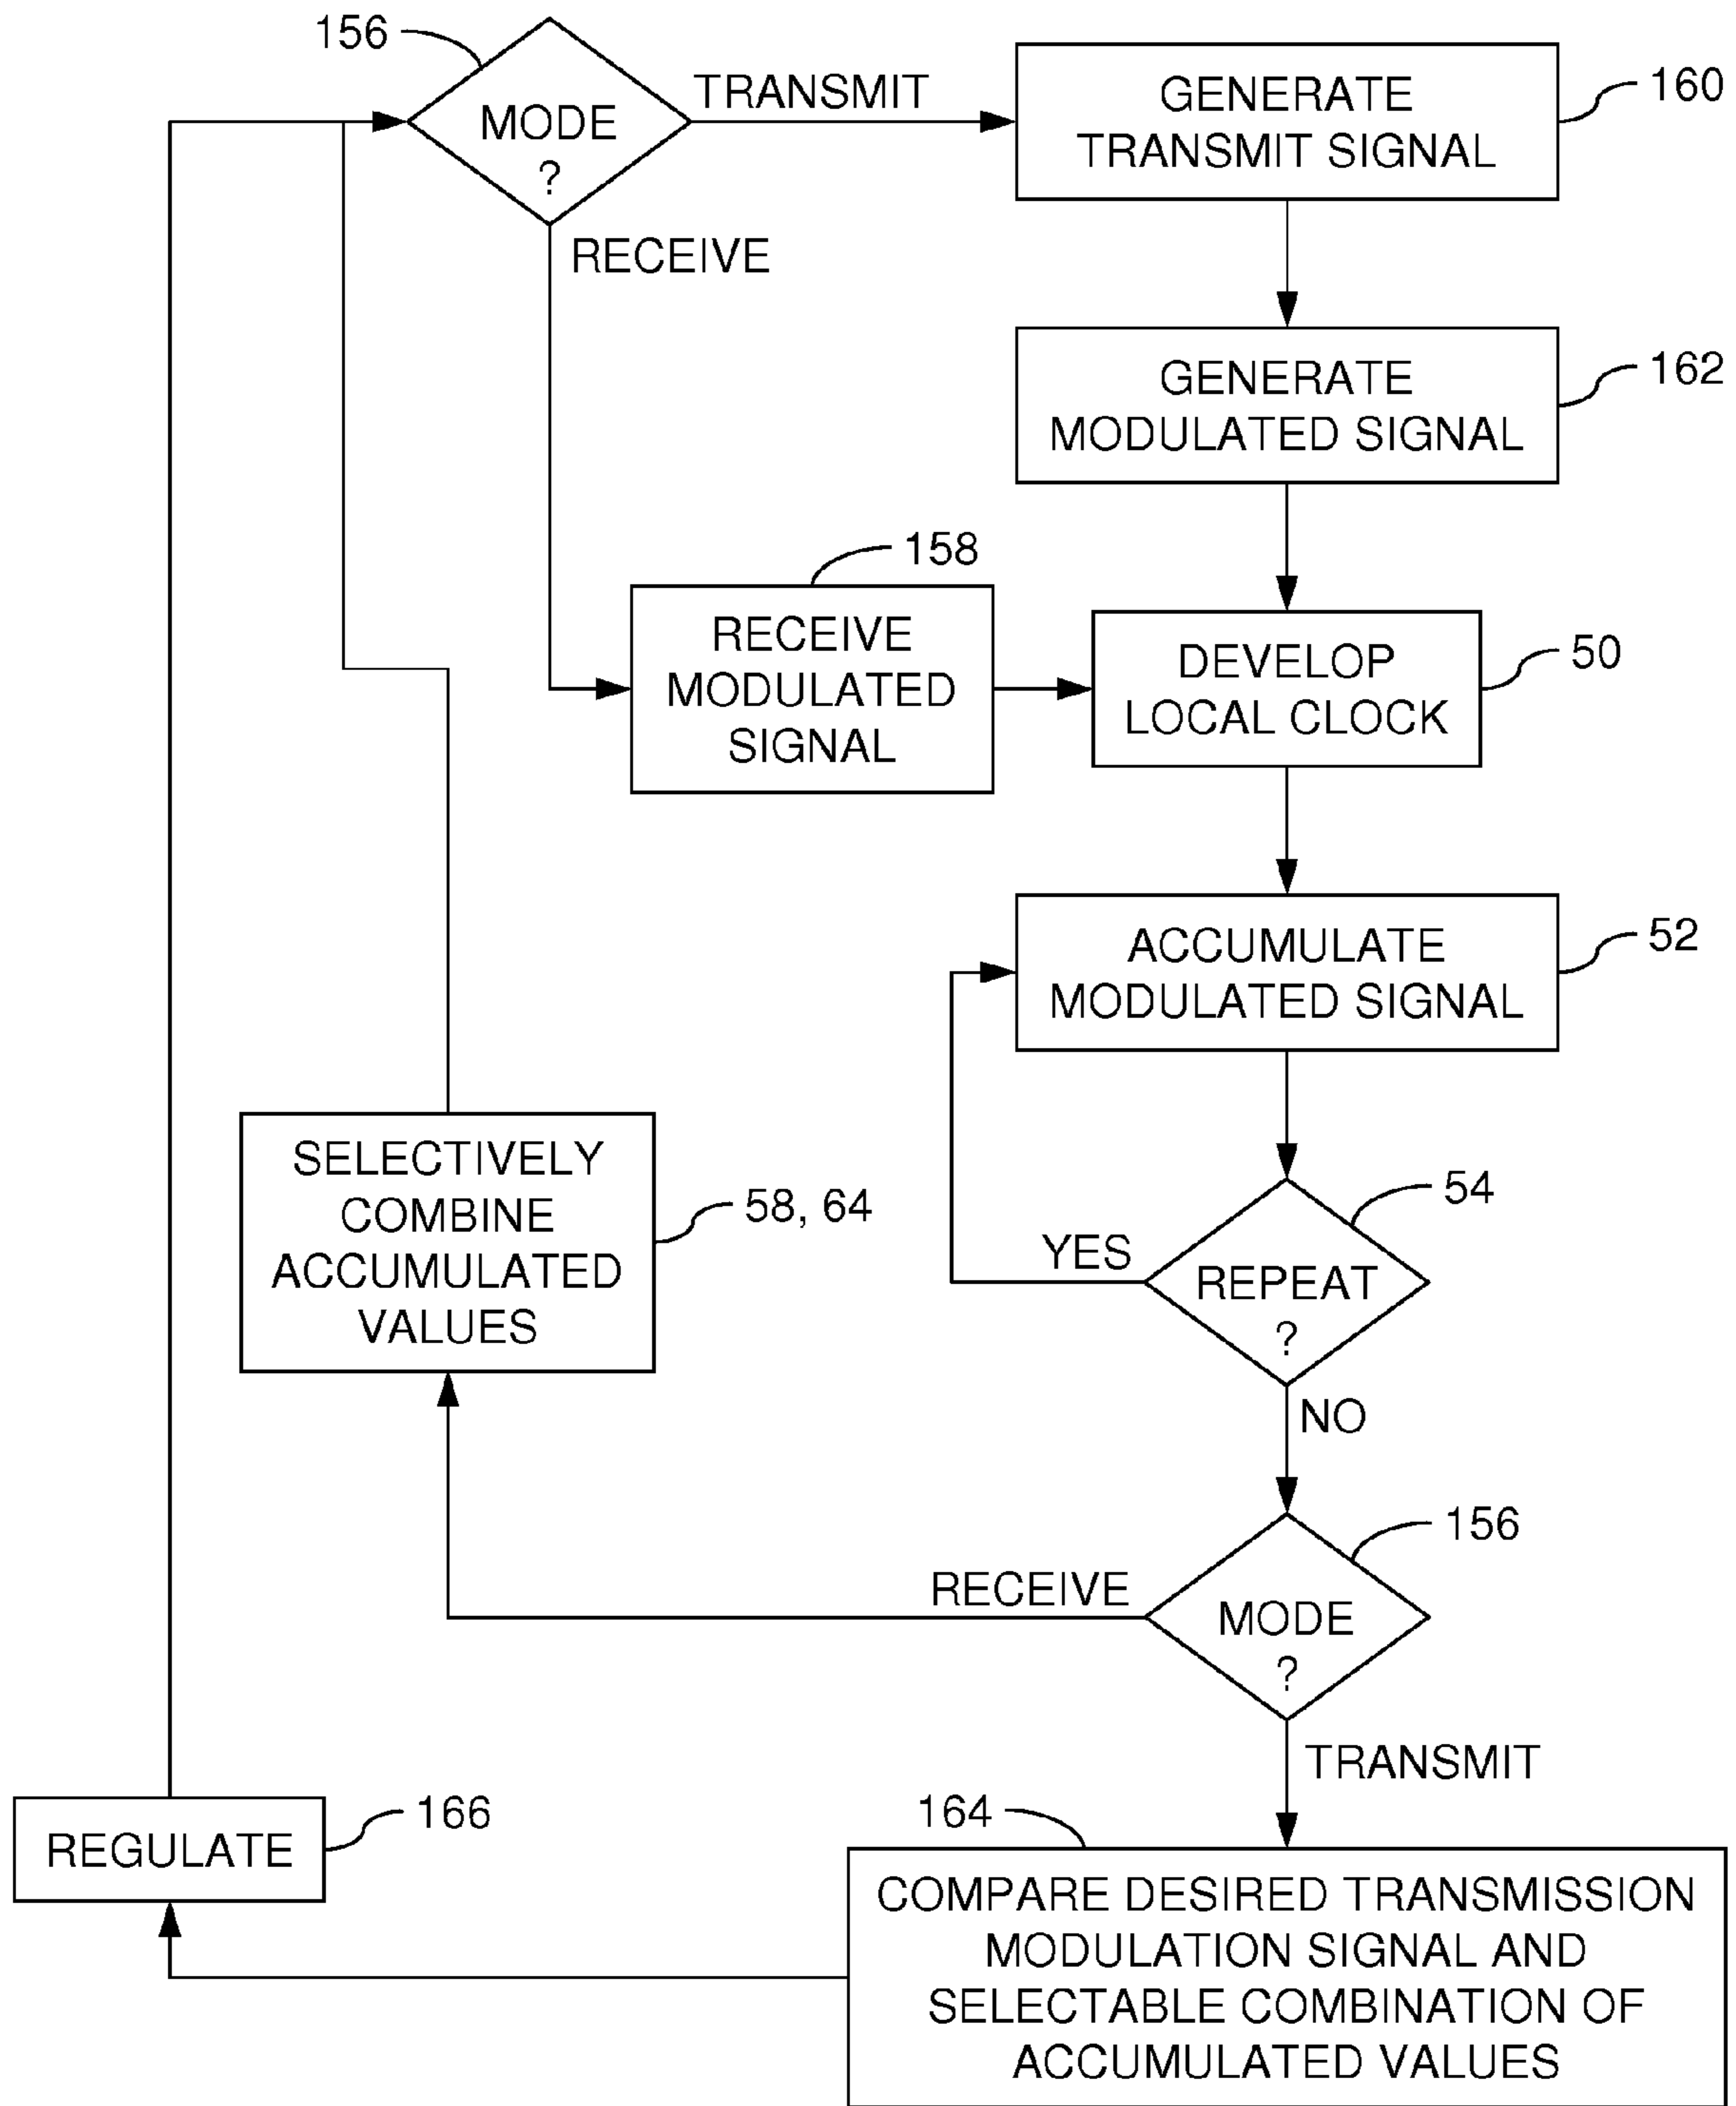 156
MODE
?
TRANSMIT
RECEIVE
GENERATE
TRANSMIT SIGNAL
160
GENERATE
MODULATED SIGNAL
162
158
RECEIVE
MODULATED
SIGNAL
DEVELOP
LOCAL CLOCK
50
ACCUMULATE
MODULATED SIGNAL
52
54
YES
REPEAT
?
NO
SELECTIVELY
COMBINE
ACCUMULATED
VALUES
58, 64
156
RECEIVE
MODE
?
TRANSMIT
REGULATE
166
164
COMPARE DESIRED TRANSMISSION
MODULATION SIGNAL AND
SELECTABLE COMBINATION OF
ACCUMULATED VALUES